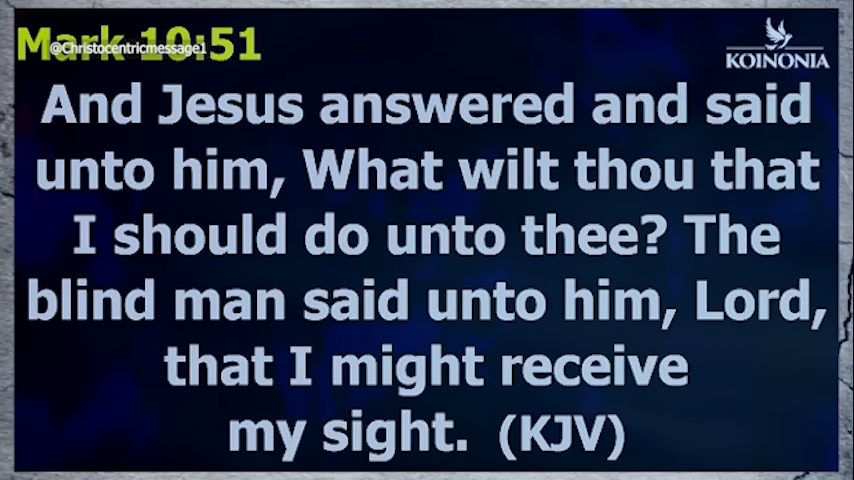 Mark 10:51
@Christocentricmessage1
KOINONIA
And Jesus answered and said
unto him, What wilt thou that
I should do unto thee? The
blind man said unto him, Lord,
that I might receive
my sight. (KJV)